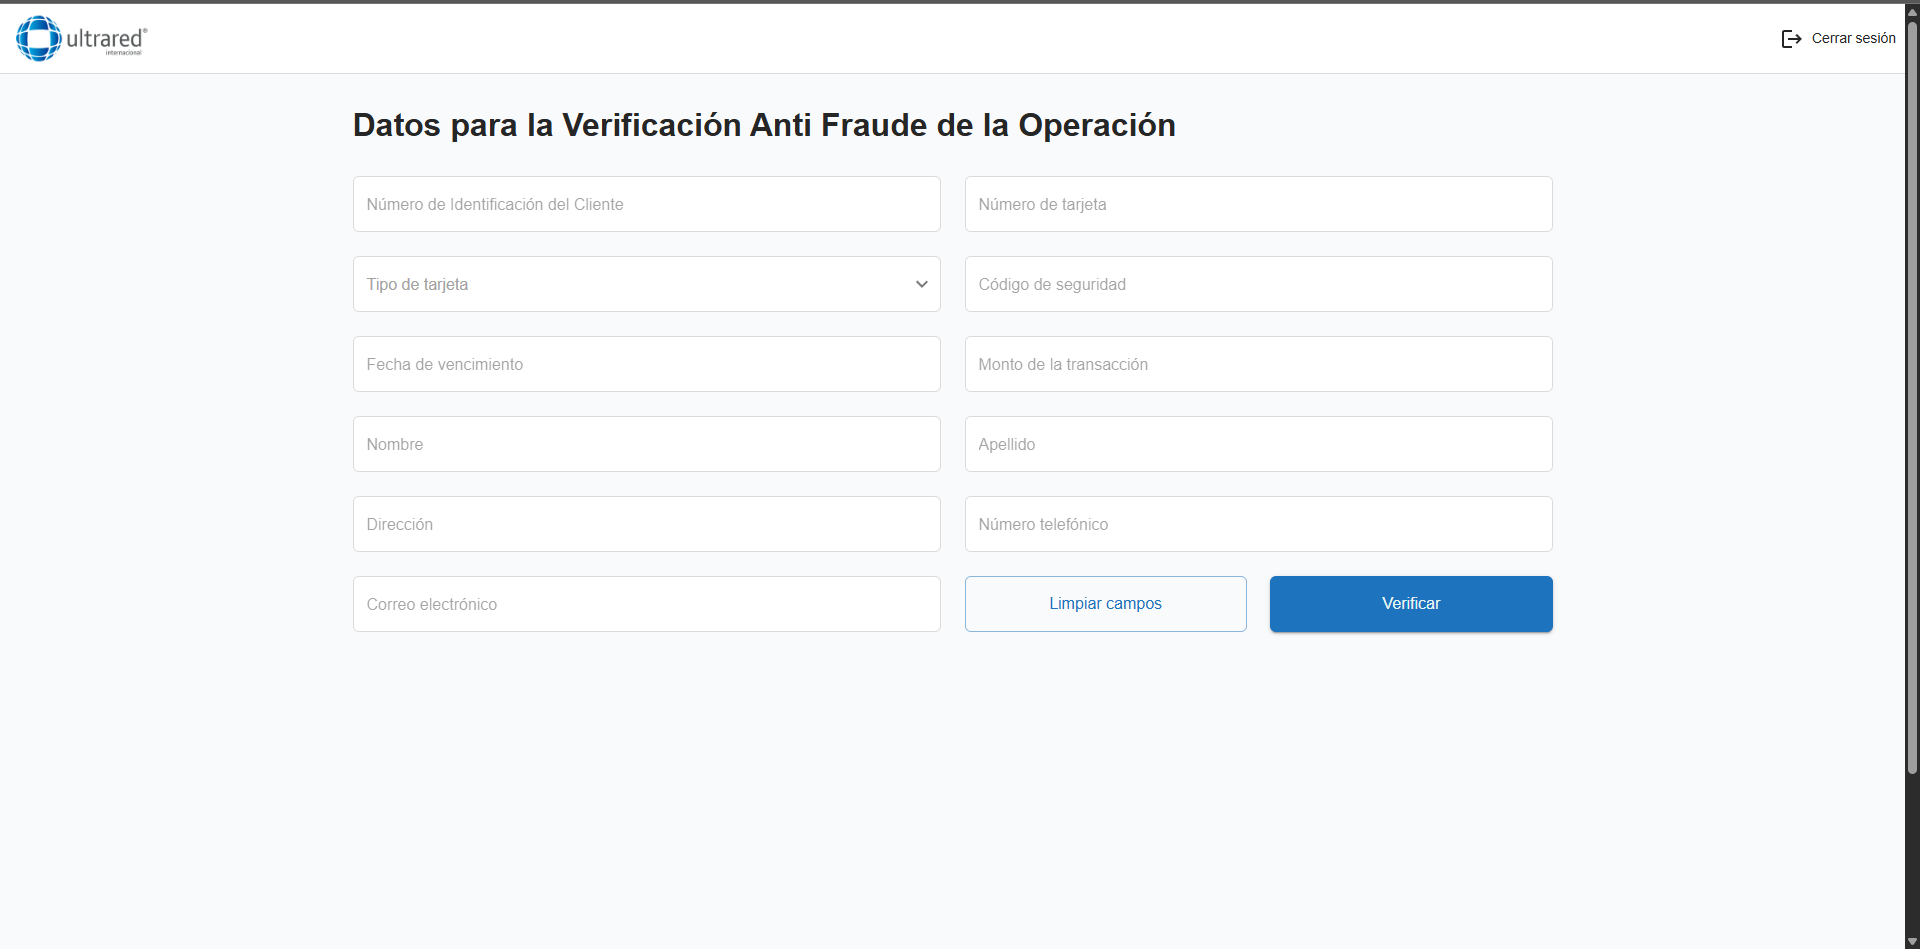 ultrared®
internacional
Cerrar sesión
Datos para la Verificación Anti Fraude de la Operación
Número de Identificación del Cliente
Número de tarjeta
Tipo de tarjeta
Código de seguridad
Fecha de vencimiento
Monto de la transacción
Nombre
Apellido
Dirección
Número telefónico
Correo electrónico
Limpiar campos
Verificar